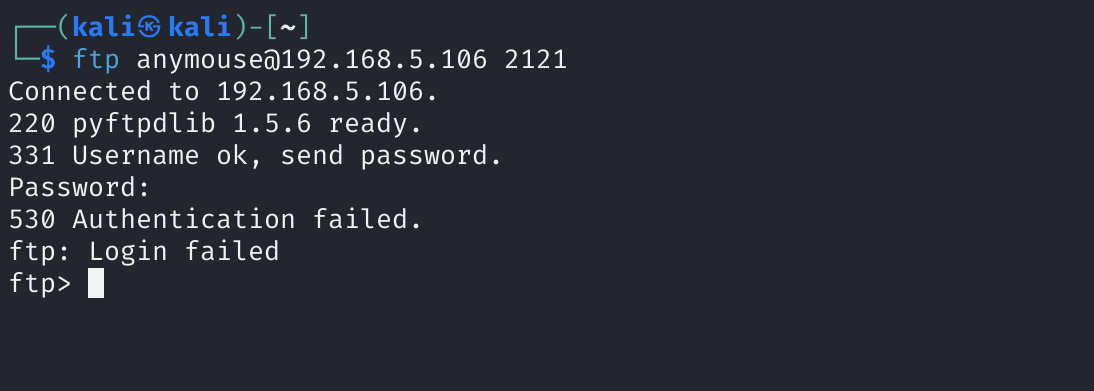 ┌──(kali㉿kali)-[~]
└─$ ftp anymouse@192.168.5.106 2121
Connected to 192.168.5.106.
220 pyftpdlib 1.5.6 ready.
331 Username ok, send password.
Password:
530 Authentication failed.
ftp: Login failed
ftp>